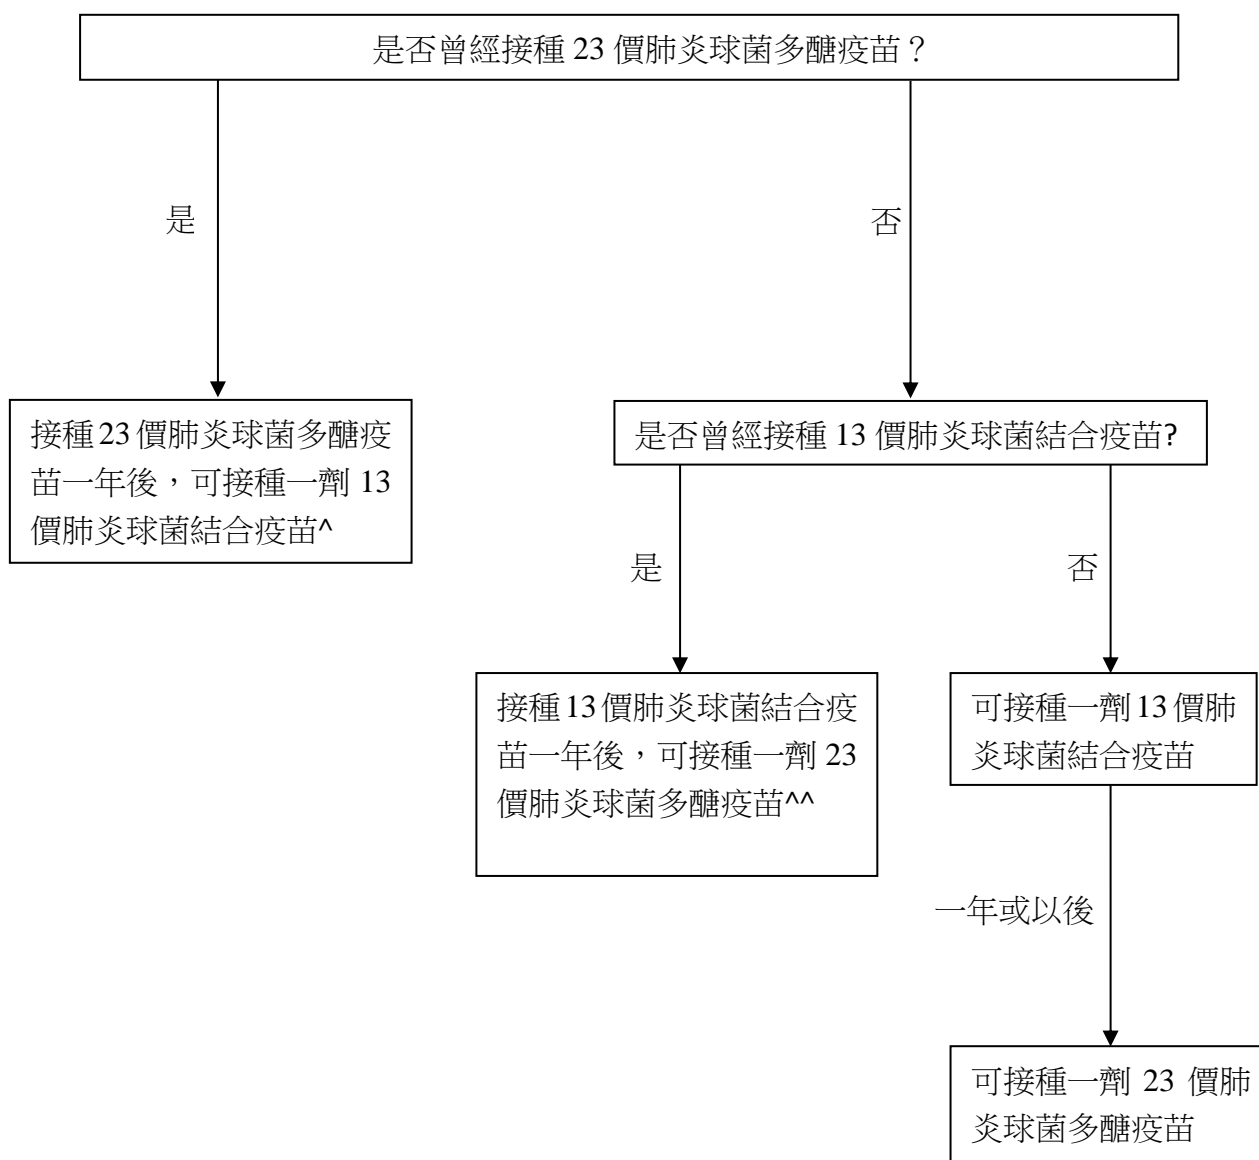 是否曾經接種 23 價肺炎球菌多醣疫苗？
是
否
接種 23 價肺炎球菌多醣疫
苗一年後，可接種一劑 13
價肺炎球菌結合疫苗^
是否曾經接種 13 價肺炎球菌結合疫苗?
是
否
接種 13 價肺炎球菌結合疫
苗一年後，可接種一劑 23
價肺炎球菌多醣疫苗^^
可接種一劑 13 價肺
炎球菌結合疫苗
一年或以後
可接種一劑 23 價肺
炎球菌多醣疫苗